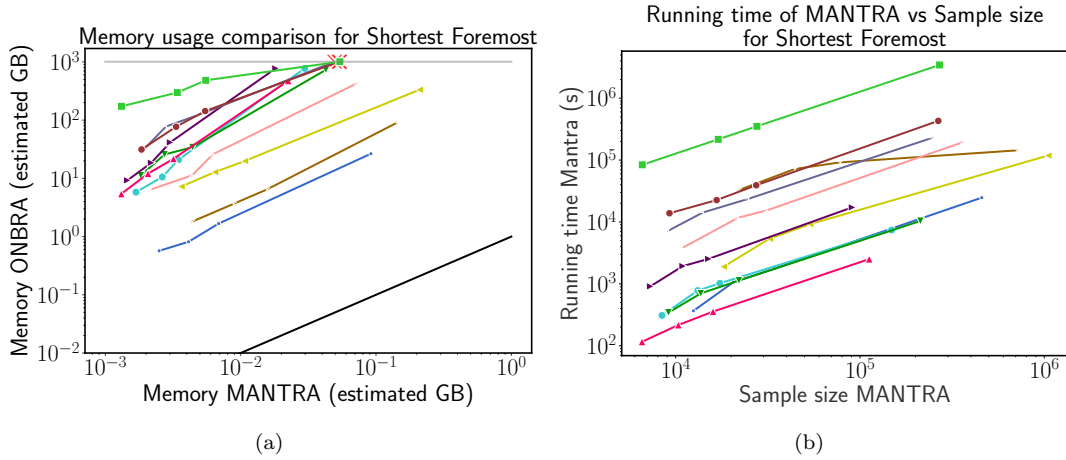 Memory usage comparison for Shortest Foremost
Memory ONBRA (estimated GB)
10^3
10^2
10^1
10^0
10^−1
10^−2
10^−3
10^−2
10^−1
10^0
Memory MANTRA (estimated GB)
(a)
Running time of MANTRA vs Sample size
for Shortest Foremost
Running time Mantra (s)
10^6
10^5
10^4
10^3
10^2
10^4
10^5
10^6
Sample size MANTRA
(b)